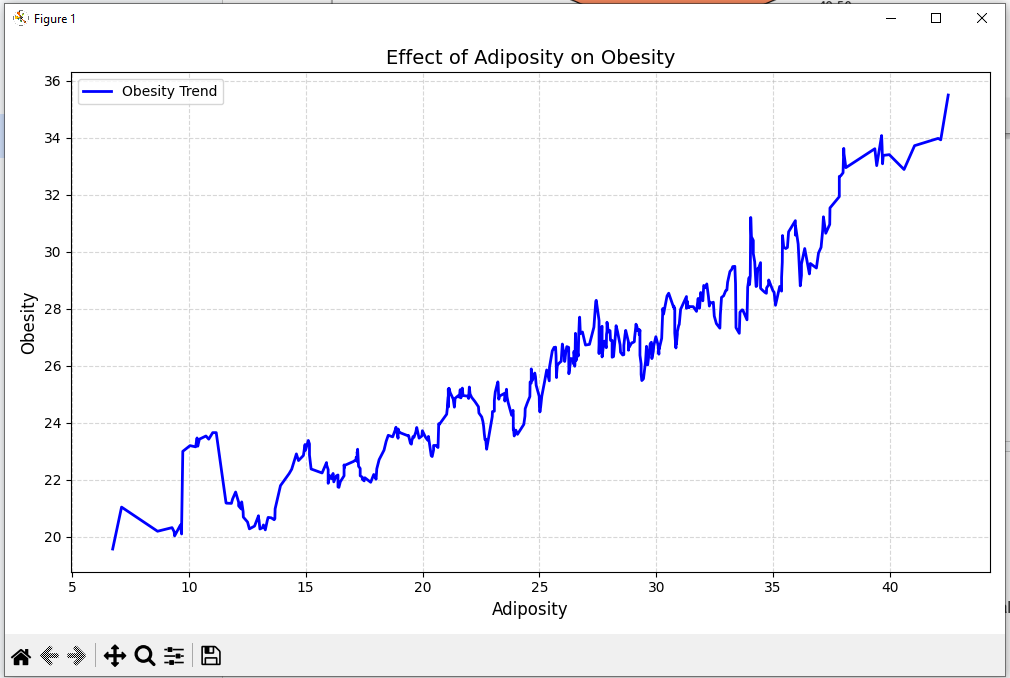 Figure 1
Effect of Adiposity on Obesity
Obesity Trend
36
34
32
30
28
26
24
22
20
Obesity
5 10 15 20 25 30 35 40
Adiposity